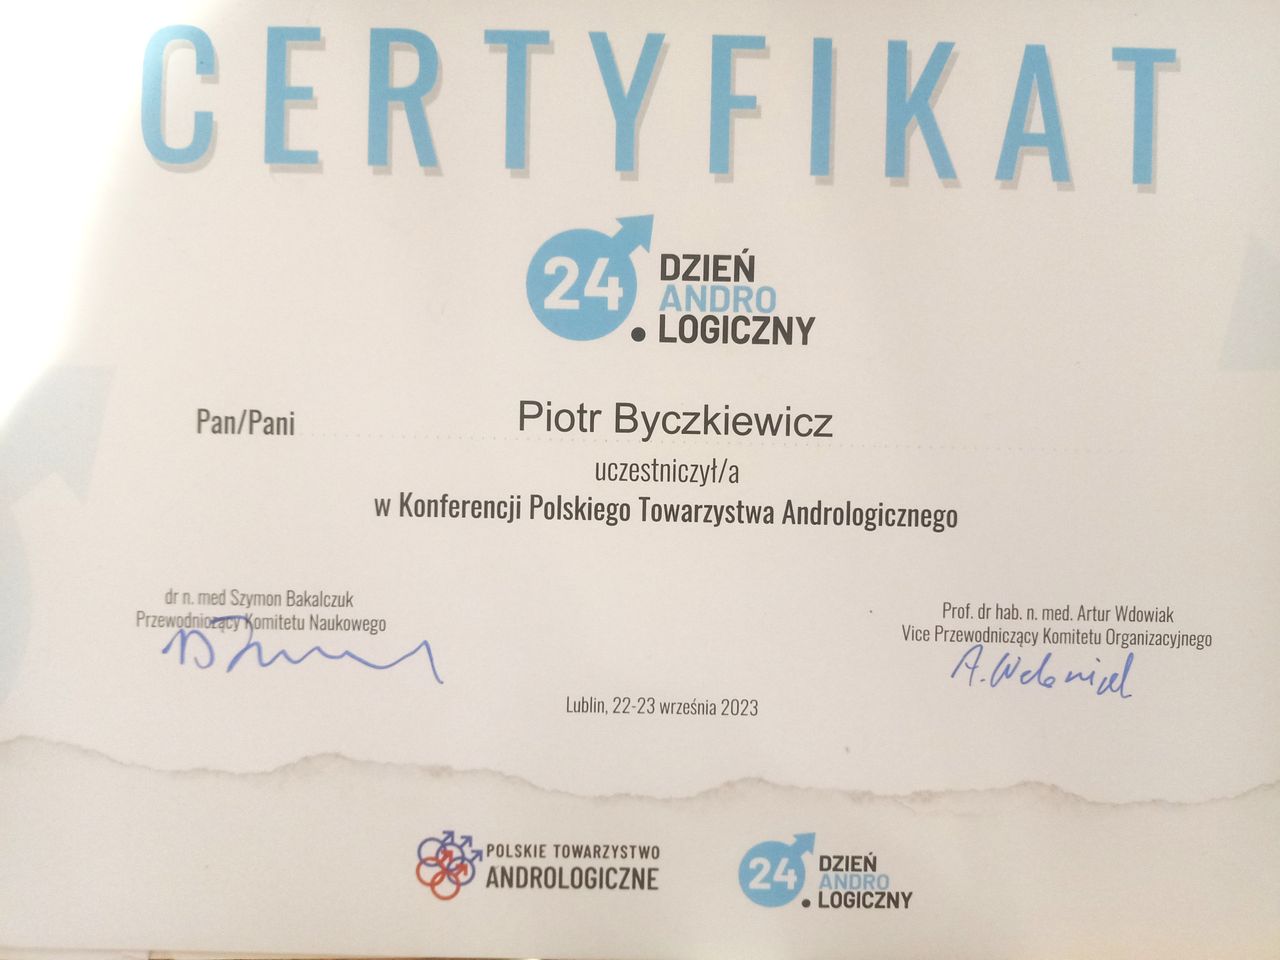 CERTYFIKAT
24. DZIEŃ
ANDRO
LOGICZNY
Pan/Pani Piotr Byczkiewicz
uczestniczył/a
w Konferencji Polskiego Towarzystwa Andrologicznego
dr n. med Szymon Bakalczuk
Przewodniczący Komitetu Naukowego
Prof. dr hab. n. med. Artur Wdowiak
Vice Przewodniczący Komitetu Organizacyjnego
A. Wdowiak
Lublin, 22-23 września 2023
POLSKIE TOWARZYSTWO
ANDROLOGICZNE
24. DZIEŃ
ANDRO
LOGICZNY